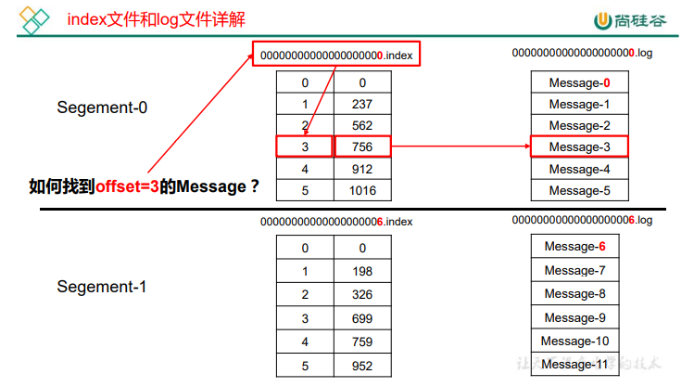 index文件和log文件详解
尚硅谷
00000000000000000000.index
00000000000000000000.log
Segement-0
0 0
1 237
2 562
3 756
4 912
5 1016
Message-0
Message-1
Message-2
Message-3
Message-4
Message-5
如何找到offset=3的Message？
00000000000000000006.index
00000000000000000006.log
Segement-1
0 0
1 198
2 326
3 699
4 759
5 952
Message-6
Message-7
Message-8
Message-9
Message-10
Message-11